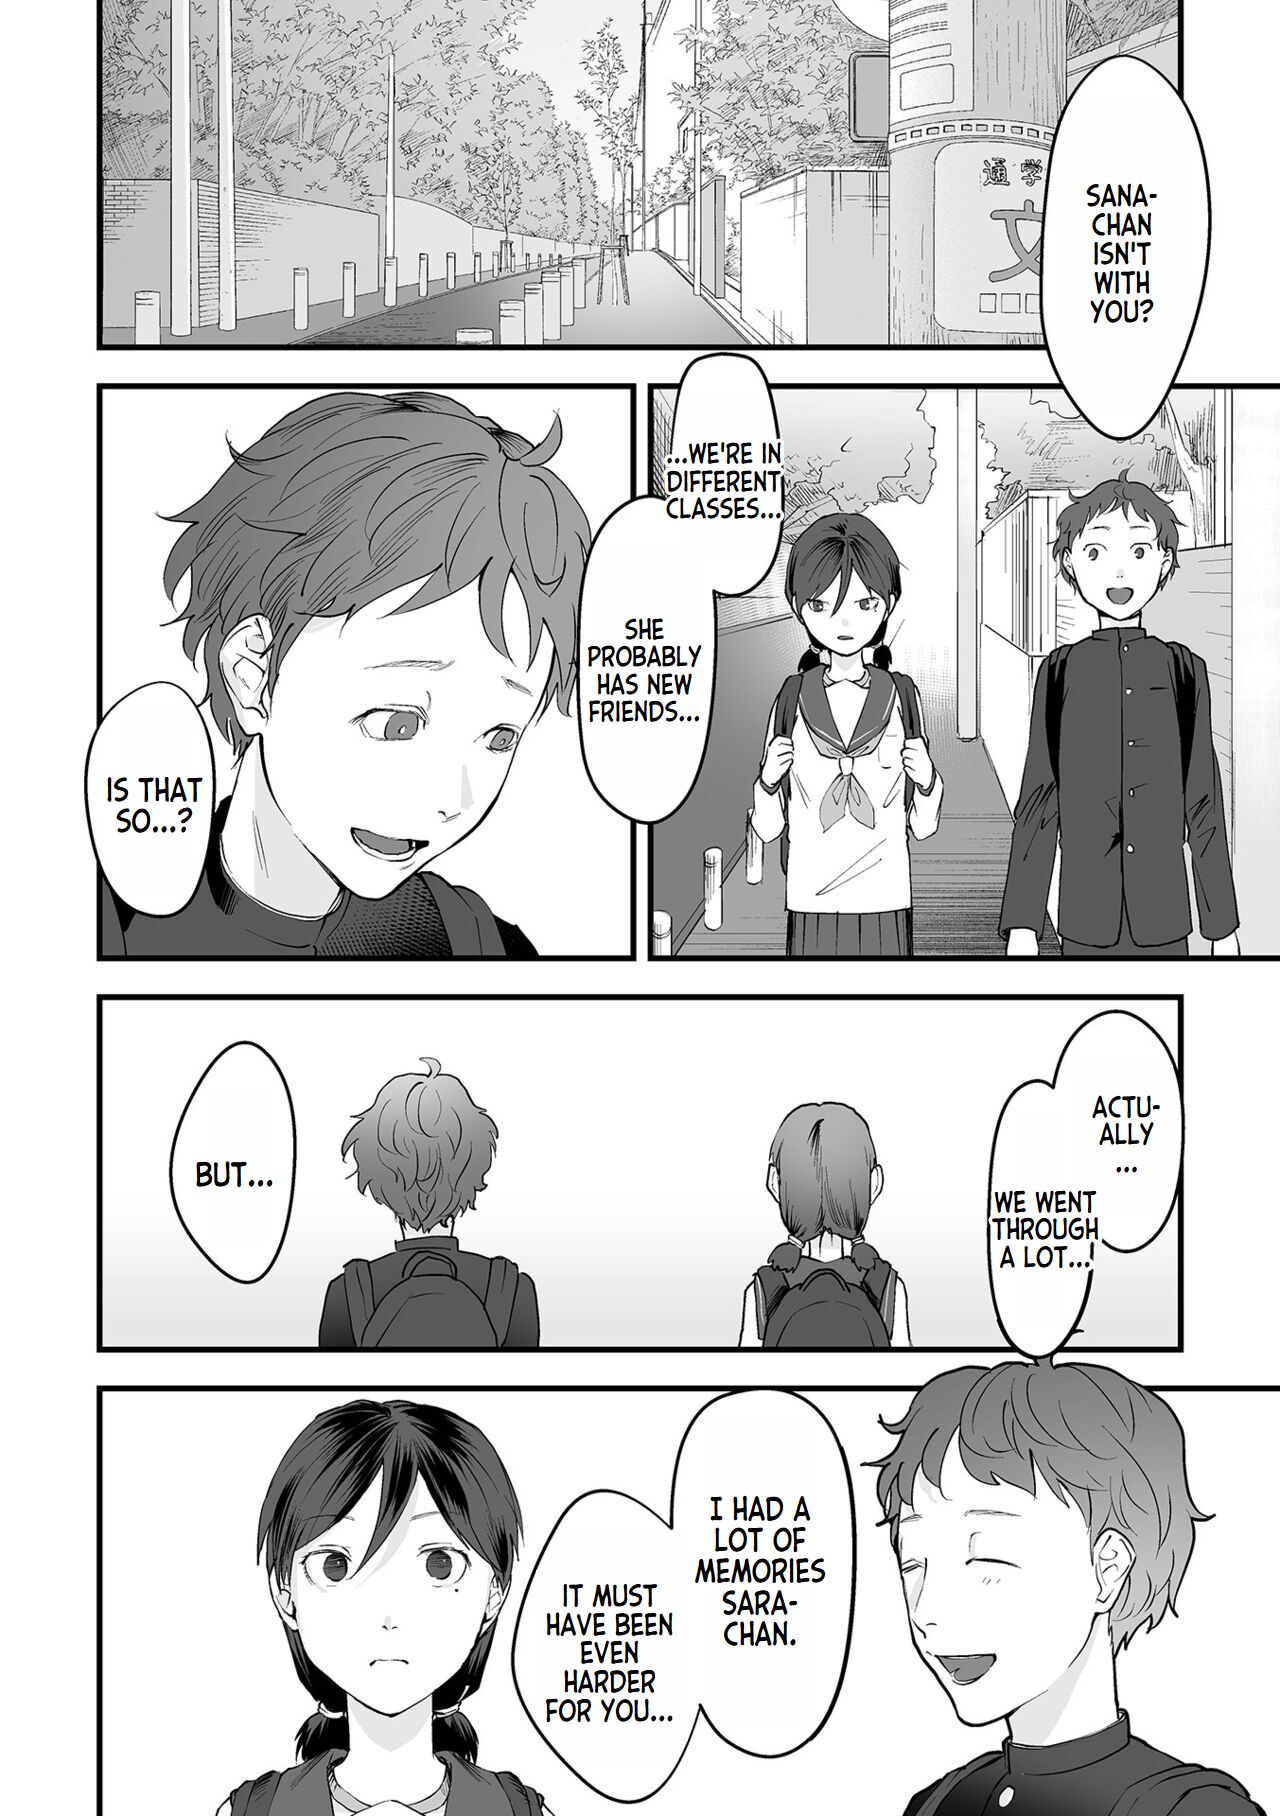 通学
文
SANA-
CHAN
ISN'T
WITH
YOU?
...WE'RE IN
DIFFERENT
CLASSES...
SHE
PROBABLY
HAS NEW
FRIENDS...
IS THAT
SO...?
ACTU-
ALLY
...
WE WENT
THROUGH
A LOT...
BUT...
I HAD A
LOT OF
MEMORIES
SARA-
CHAN.
IT MUST
HAVE BEEN
EVEN
HARDER
FOR YOU...